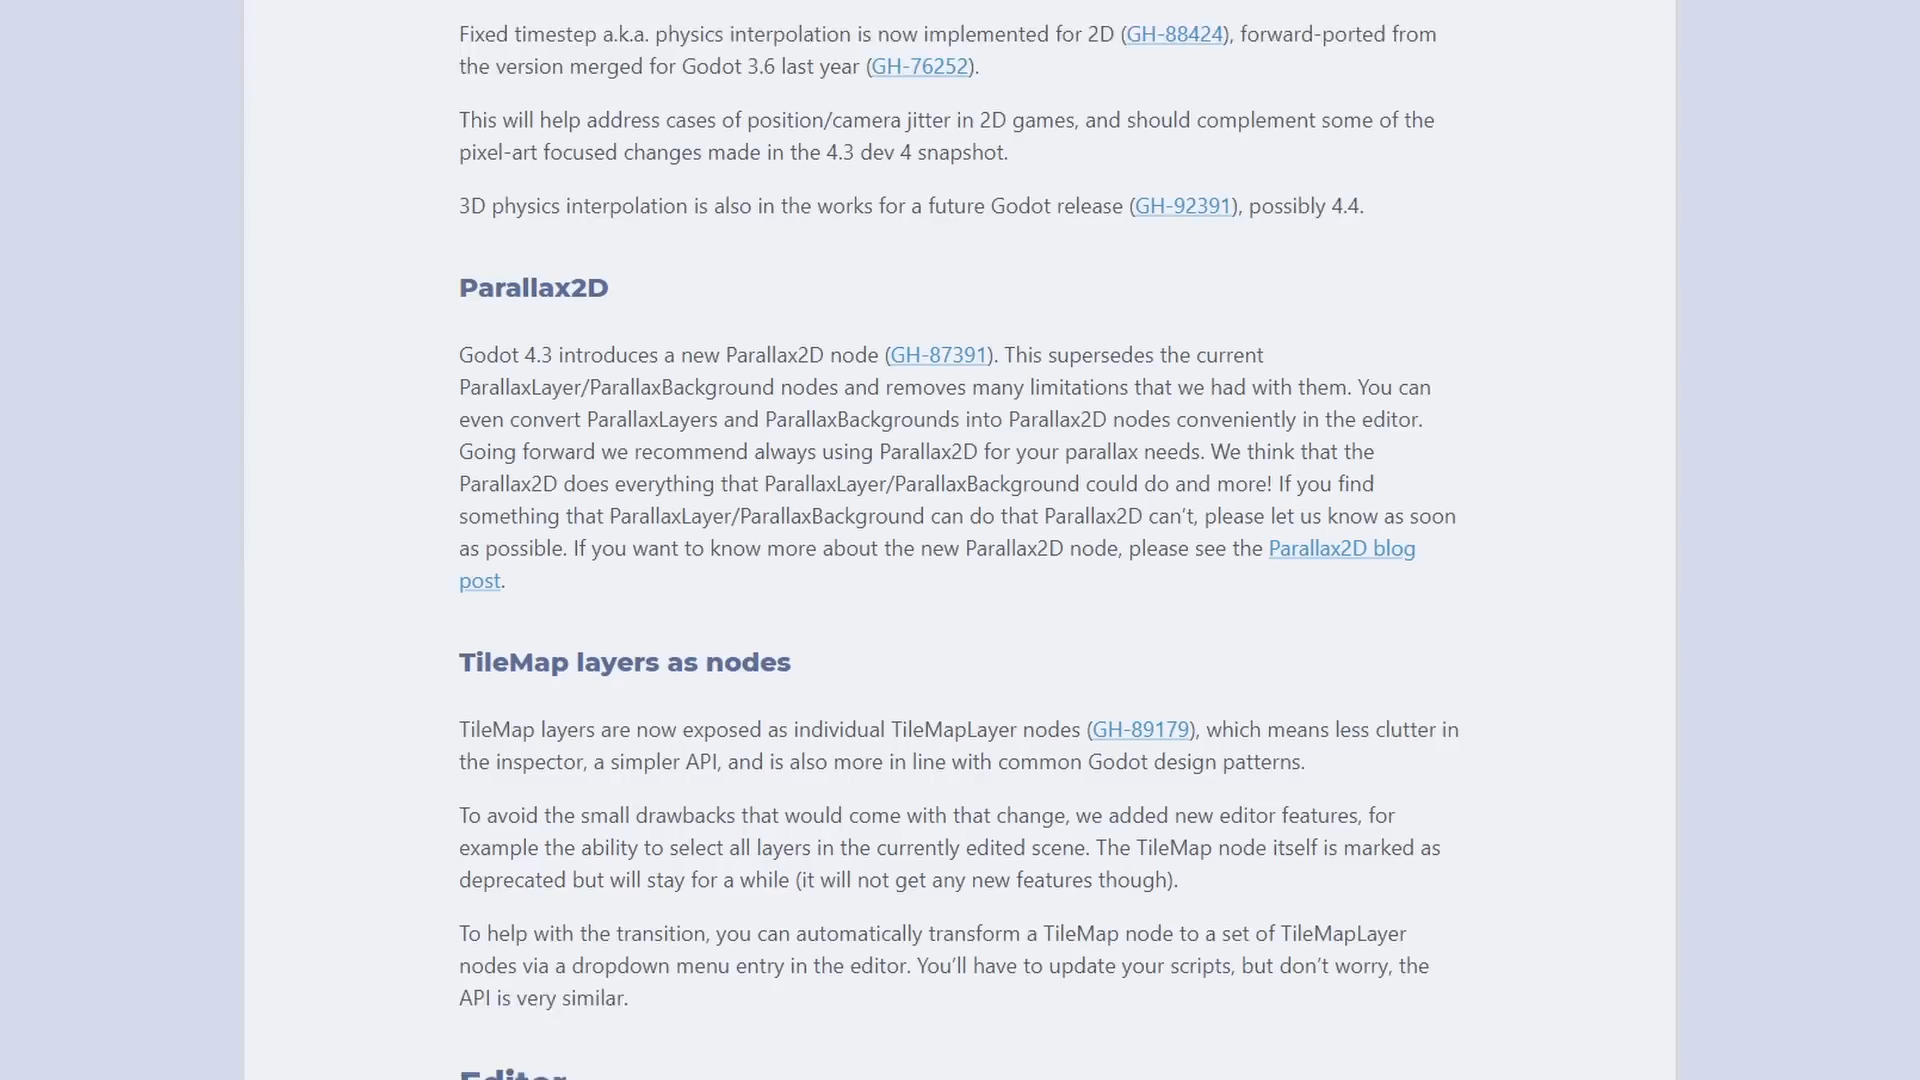 Fixed timestep a.k.a. physics interpolation is now implemented for 2D (GH-88424), forward-ported from
the version merged for Godot 3.6 last year (GH-76252).
This will help address cases of position/camera jitter in 2D games, and should complement some of the
pixel-art focused changes made in the 4.3 dev 4 snapshot.
3D physics interpolation is also in the works for a future Godot release (GH-92391), possibly 4.4.
Parallax2D
Godot 4.3 introduces a new Parallax2D node (GH-87391). This supersedes the current
ParallaxLayer/ParallaxBackground nodes and removes many limitations that we had with them. You can
even convert ParallaxLayers and ParallaxBackgrounds into Parallax2D nodes conveniently in the editor.
Going forward we recommend always using Parallax2D for your parallax needs. We think that the
Parallax2D does everything that ParallaxLayer/ParallaxBackground could do and more! If you find
something that ParallaxLayer/ParallaxBackground can do that Parallax2D can’t, please let us know as soon
as possible. If you want to know more about the new Parallax2D node, please see the Parallax2D blog
post.
TileMap layers as nodes
TileMap layers are now exposed as individual TileMapLayer nodes (GH-89179), which means less clutter in
the inspector, a simpler API, and is also more in line with common Godot design patterns.
To avoid the small drawbacks that would come with that change, we added new editor features, for
example the ability to select all layers in the currently edited scene. The TileMap node itself is marked as
deprecated but will stay for a while (it will not get any new features though).
To help with the transition, you can automatically transform a TileMap node to a set of TileMapLayer
nodes via a dropdown menu entry in the editor. You’ll have to update your scripts, but don’t worry, the
API is very similar.
Editor